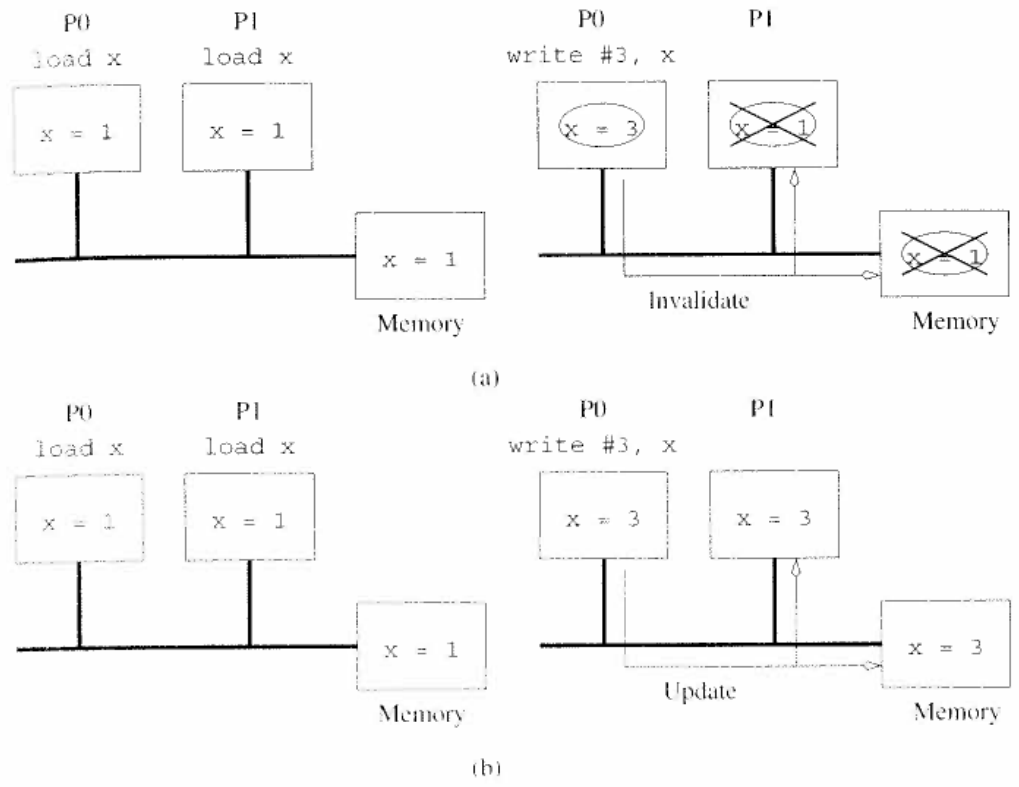 P0 P1
load x load x
x = 1 x = 1
x = 1
Memory
P0 P1
write #3, x
x = 3 x = 1
x = 1
Invalidate
Memory
(a)
P0 P1
load x load x
x = 1 x = 1
x = 1
Memory
P0 P1
write #3, x
x = 3 x = 3
x = 3
Update
Memory
(b)